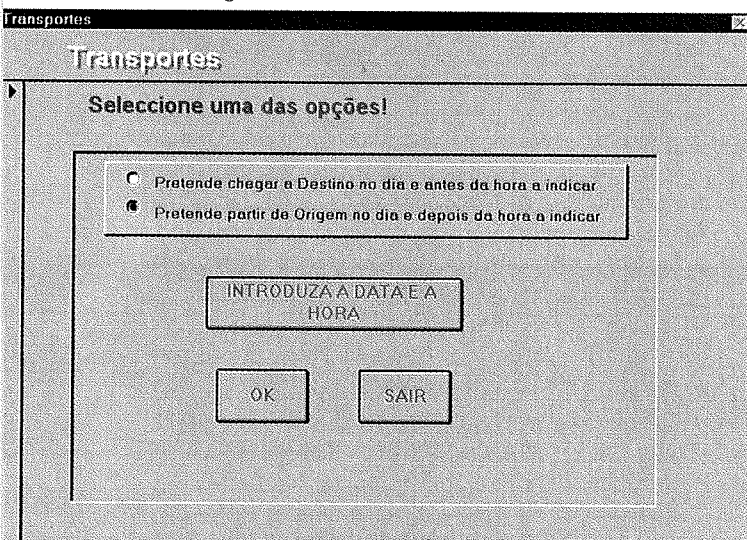 Transportes
Transportes
Seleccione uma das opções!
Pretende chegar a Destino no dia e antes da hora a indicar
Pretende partir de Origem no dia e depois da hora a indicar
INTRODUZA A DATA E A
HORA
OK
SAIR